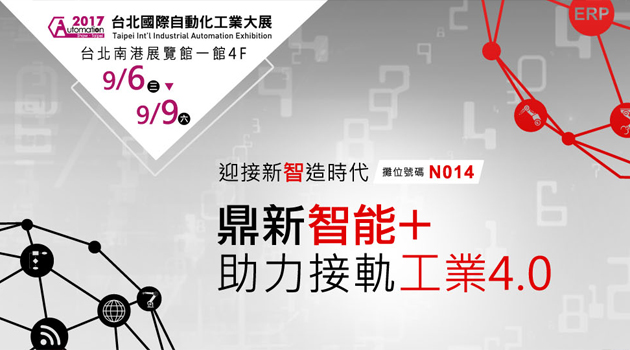 2017
Automation
Show Taipei
台北國際自動化工業大展
Taipei Int'l Industrial Automation Exhibition
台北南港展覽館一館4F
9/6 三
9/9 六
ERP
迎接新智造時代 攤位號碼 N014
鼎新智能+
助力接軌工業4.0